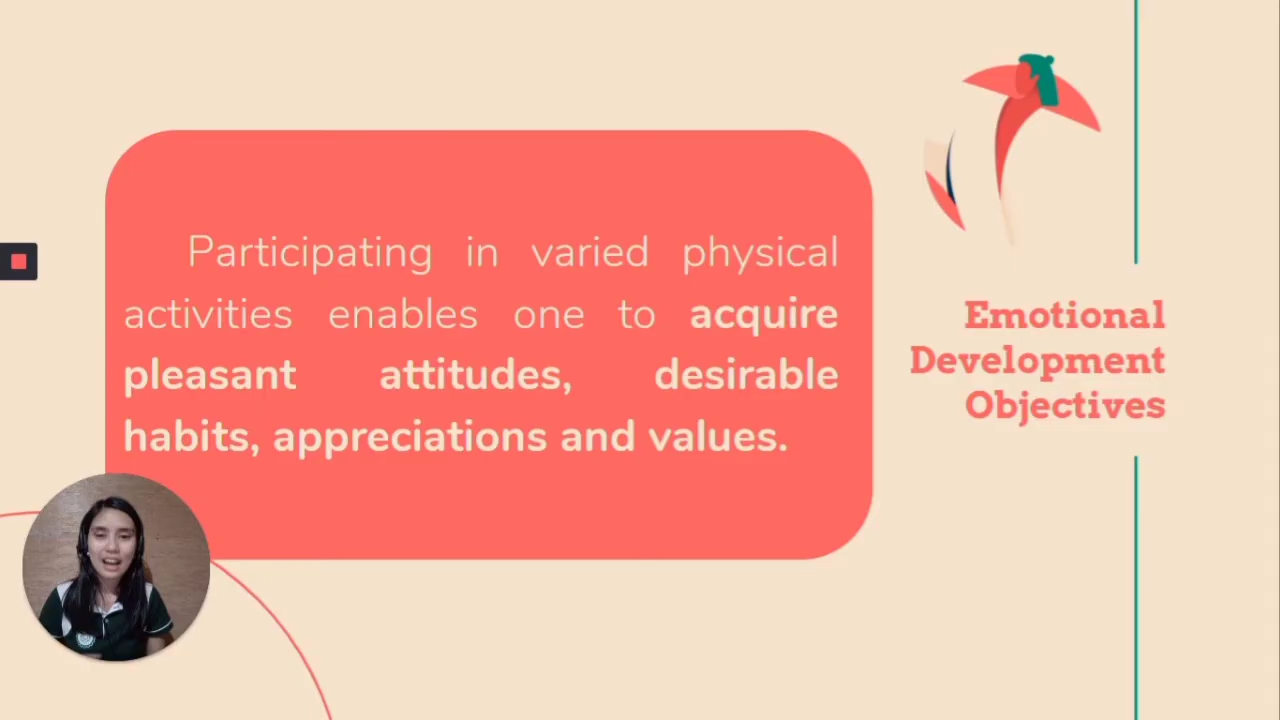 Participating in varied physical
activities enables one to acquire
pleasant attitudes, desirable
habits, appreciations and values.
Emotional
Development
Objectives